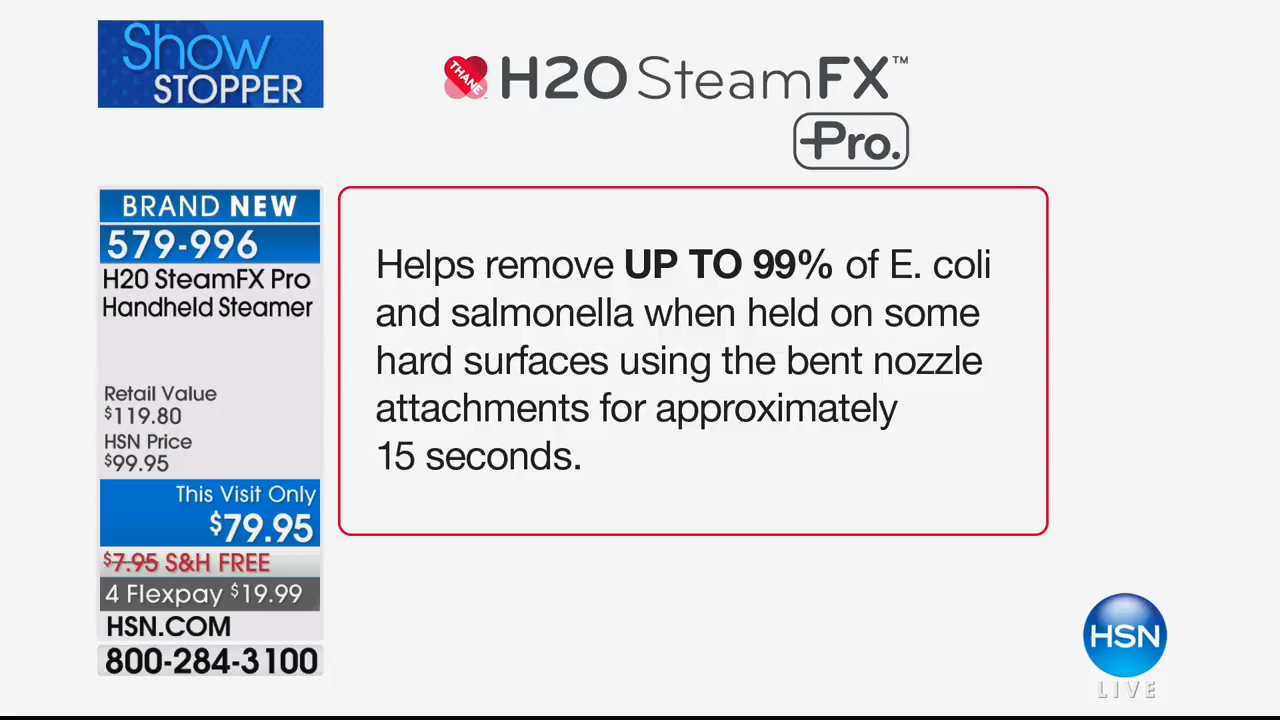 Show
STOPPER
THANE
H2O SteamFX™
Pro.
BRAND NEW
579-996
H20 SteamFX Pro
Handheld Steamer
Retail Value
$119.80
HSN Price
$99.95
This Visit Only
$79.95
$7.95 S&H FREE
4 Flexpay $19.99
HSN.COM
800-284-3100
Helps remove UP TO 99% of E. coli
and salmonella when held on some
hard surfaces using the bent nozzle
attachments for approximately
15 seconds.
HSN
LIVE